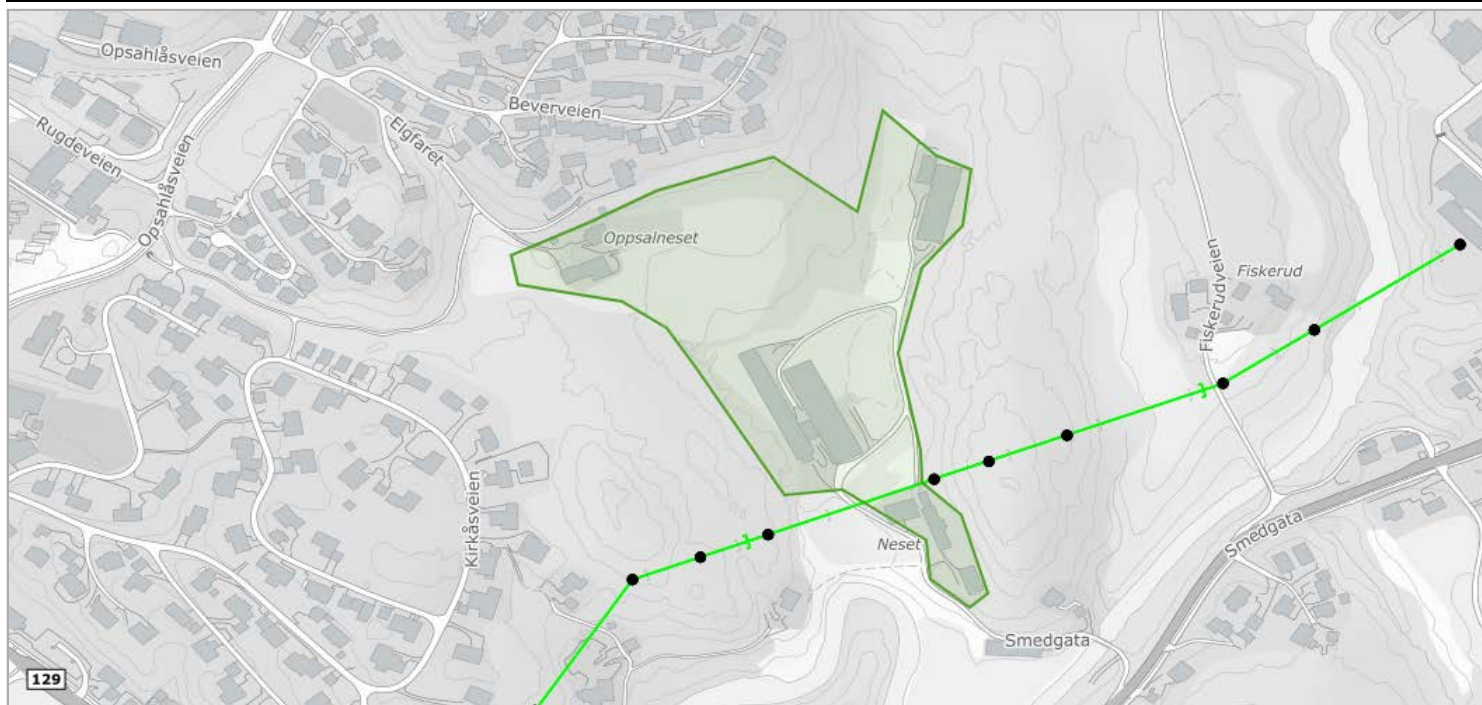 Opsahlåsveien
Beverveien
Elgfaret
Rugdeveien
Opsahlåsveien
Oppsalneset
Fiskerudveien
Fiskerud
Kirkåsveien
Neset
Smedgata
Smedgata
129